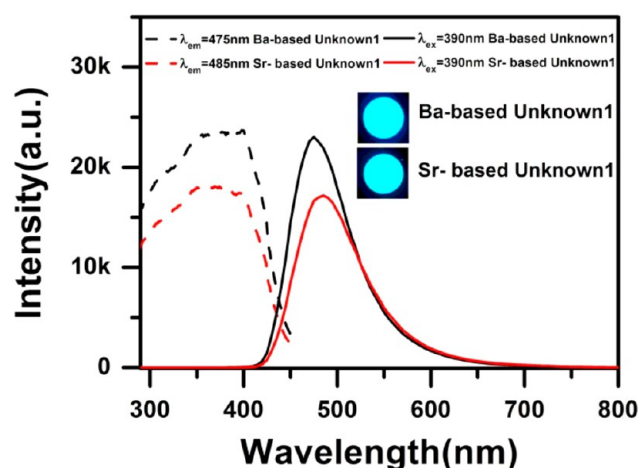 λem=475nm Ba-based Unknown1
λex=390nm Ba-based Unknown1
λem=485nm Sr- based Unknown1
λex=390nm Sr- based Unknown1
30k
Ba-based Unknown1
Sr- based Unknown1
20k
10k
0
Intensity(a.u.)
300 400 500 600 700 800
Wavelength(nm)